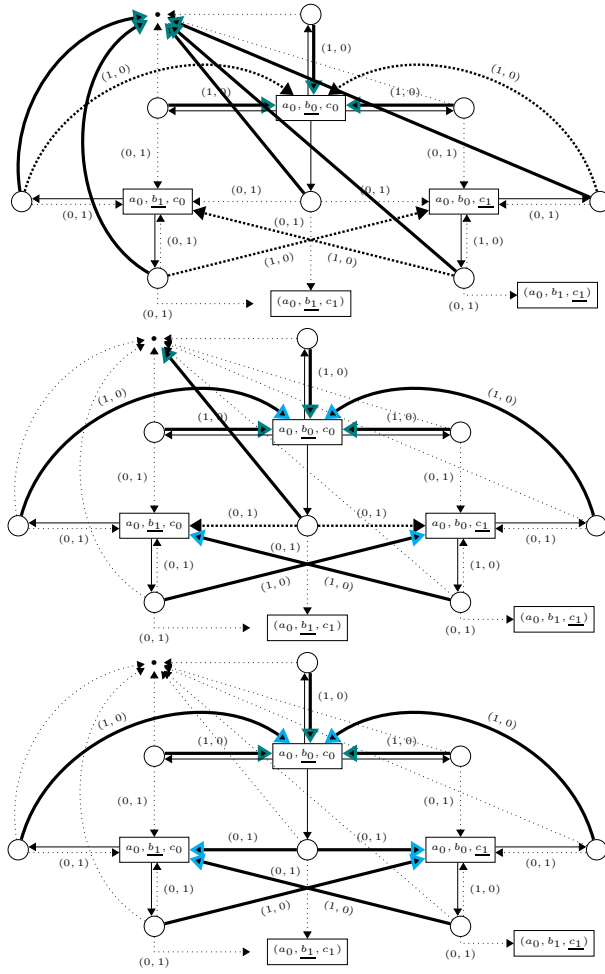 (1, 0)
(1, 0) (1, 0)
(1, 0) a₀, b₀, c₀ (1, 0)
(0, 1) (0, 1)
a₀, b₁, c₀ (0, 1) (0, 1) a₀, b₀, c₁
(0, 1) (0, 1)
(0, 1) (0, 1) (1, 0)
(1, 0) (1, 0)
(0, 1) (a₀, b₁, c₁) (0, 1) (a₀, b₁, c₁)
(1, 0)
(1, 0) (1, 0)
(1, 0) a₀, b₀, c₀ (1, 0)
(0, 1) (0, 1)
a₀, b₁, c₀ (0, 1) (0, 1) a₀, b₀, c₁
(0, 1) (0, 1)
(0, 1) (0, 1) (1, 0)
(1, 0) (1, 0)
(0, 1) (a₀, b₁, c₁) (0, 1) (a₀, b₁, c₁)
(1, 0)
(1, 0) (1, 0)
(1, 0) a₀, b₀, c₀ (1, 0)
(0, 1) (0, 1)
a₀, b₁, c₀ (0, 1) (0, 1) a₀, b₀, c₁
(0, 1) (0, 1)
(0, 1) (0, 1) (1, 0)
(1, 0) (1, 0)
(0, 1) (a₀, b₁, c₁) (0, 1) (a₀, b₁, c₁)